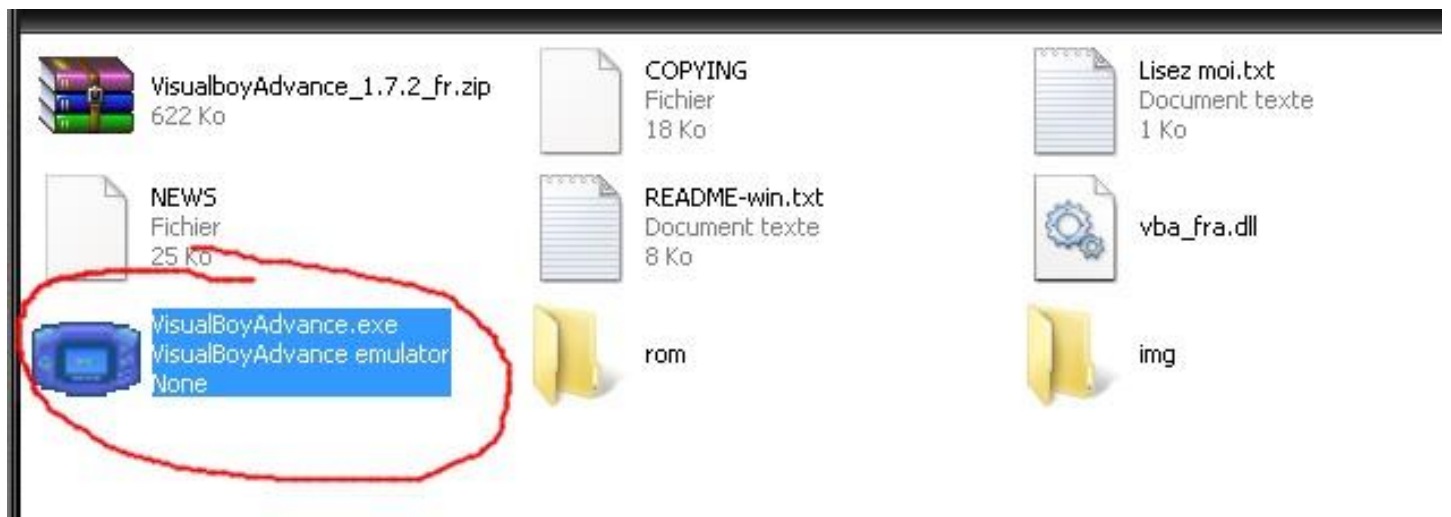 VisualboyAdvance_1.7.2_fr.zip
622 Ko
COPYING
Fichier
18 Ko
Lisez moi.txt
Document texte
1 Ko
NEWS
Fichier
25 Ko
README-win.txt
Document texte
8 Ko
vba_fra.dll
VisualBoyAdvance.exe
VisualBoyAdvance emulator
None
rom
img